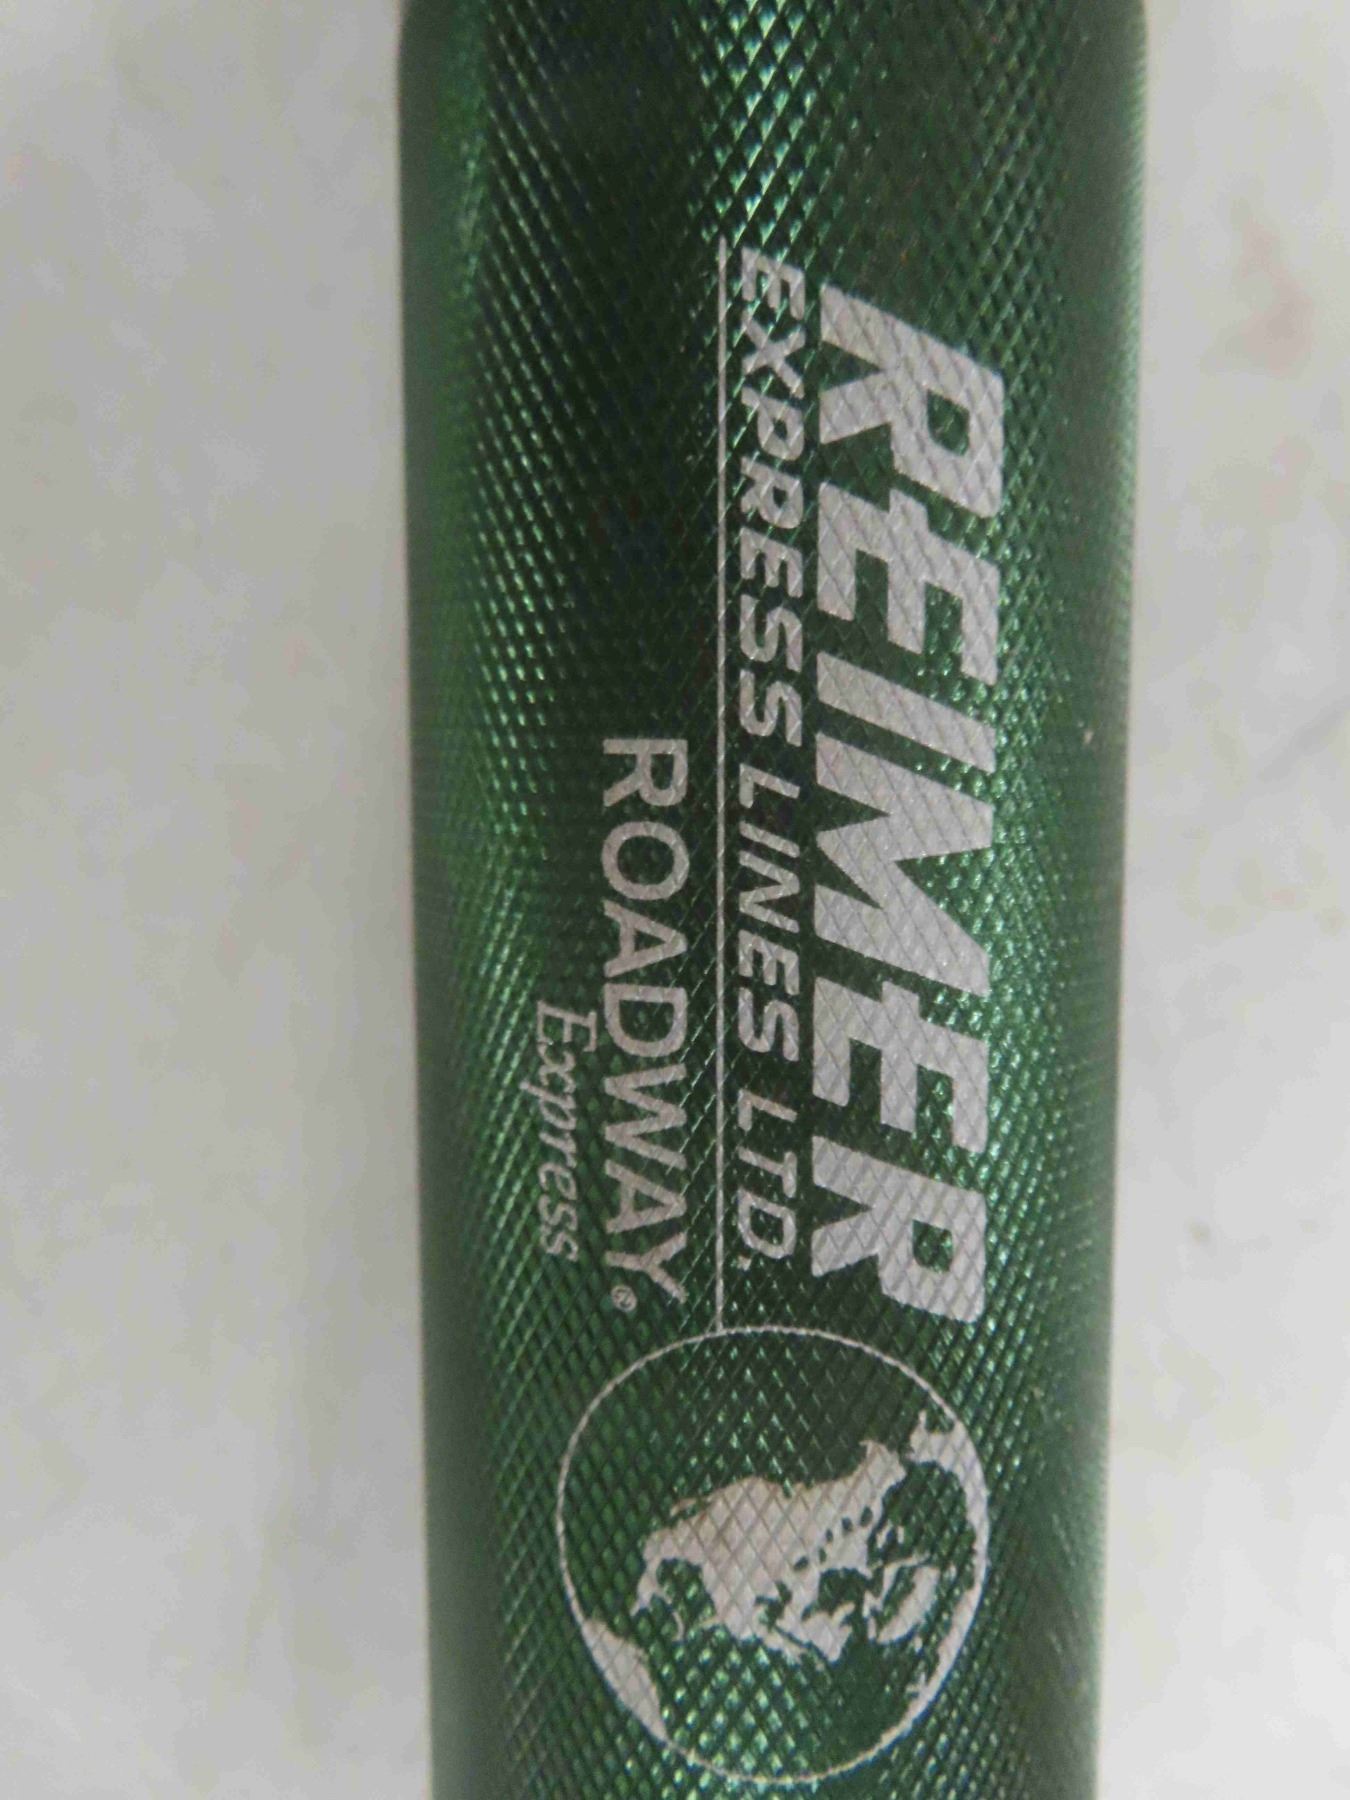 REIMER
EXPRESS LINES LTD.
ROADWAY®
Express